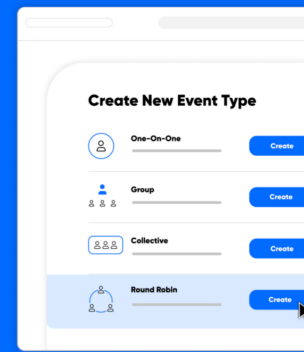 Create New Event Type
One-On-One
Create
Group
Create
Collective
Create
Round Robin
Create